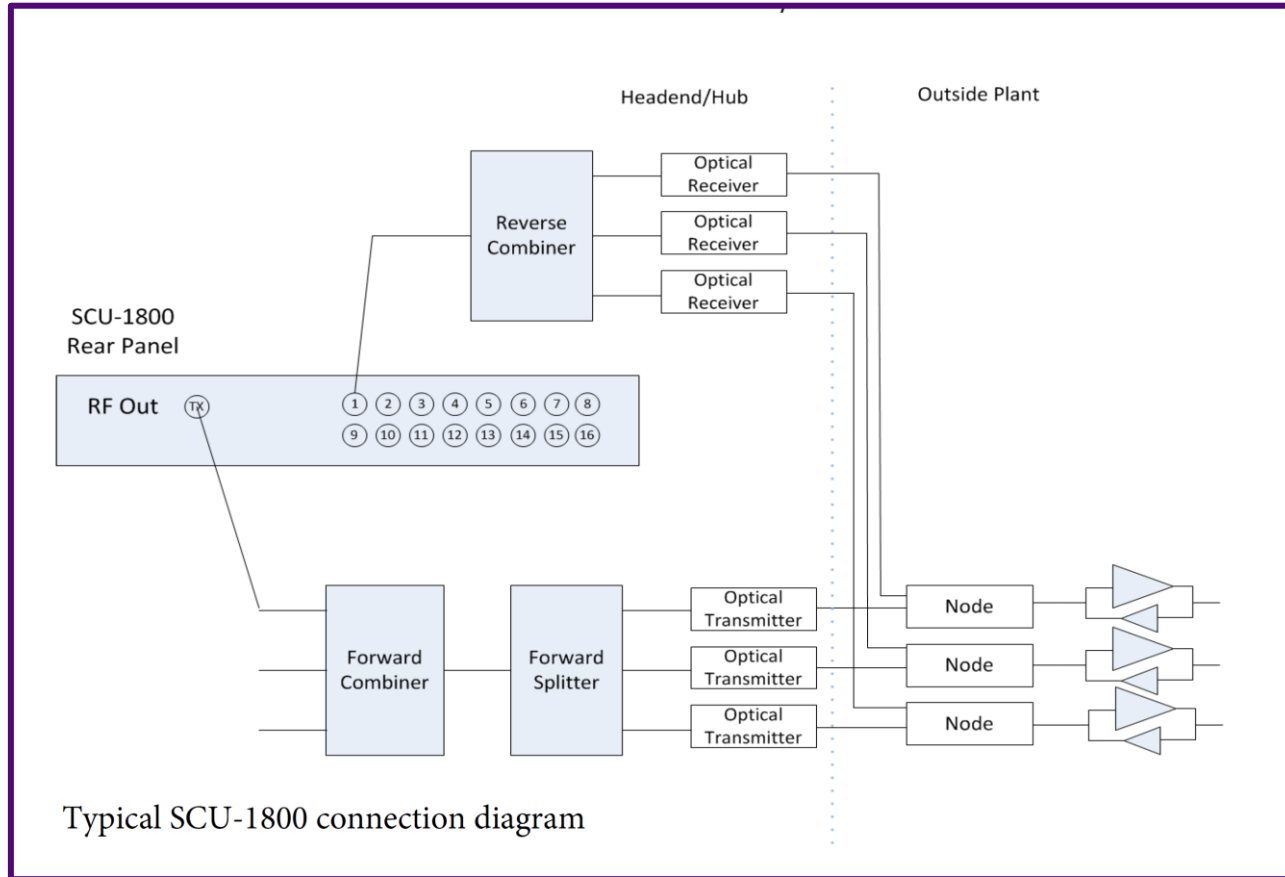 Headend/Hub
Outside Plant
Optical
Receiver
Optical
Receiver
Optical
Receiver
Reverse
Combiner
SCU-1800
Rear Panel
RF Out
TX
1 2 3 4 5 6 7 8
9 10 11 12 13 14 15 16
Forward
Combiner
Forward
Splitter
Optical
Transmitter
Optical
Transmitter
Optical
Transmitter
Node
Node
Node
Typical SCU-1800 connection diagram